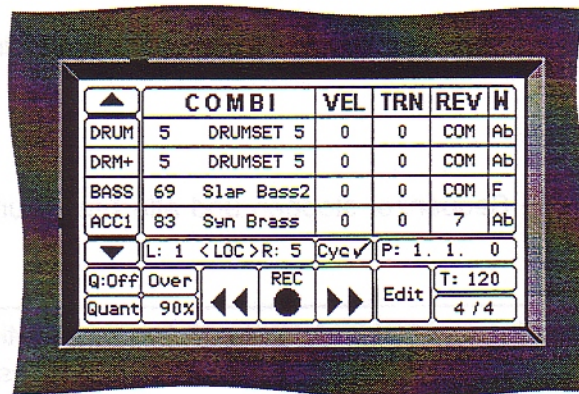 COMBI VEL TRN REV W
DRUM 5 DRUMSET 5 0 0 COM Ab
DRM+ 5 DRUMSET 5 0 0 COM Ab
BASS 69 Slap Bass2 0 0 COM F
ACC1 83 Syn Brass 0 0 7 Ab
L: 1 <LOC>R: 5 Cyc✓ P: 1. 1. 0
Q:Off Over REC Edit T: 120
Quant 90% 4/4